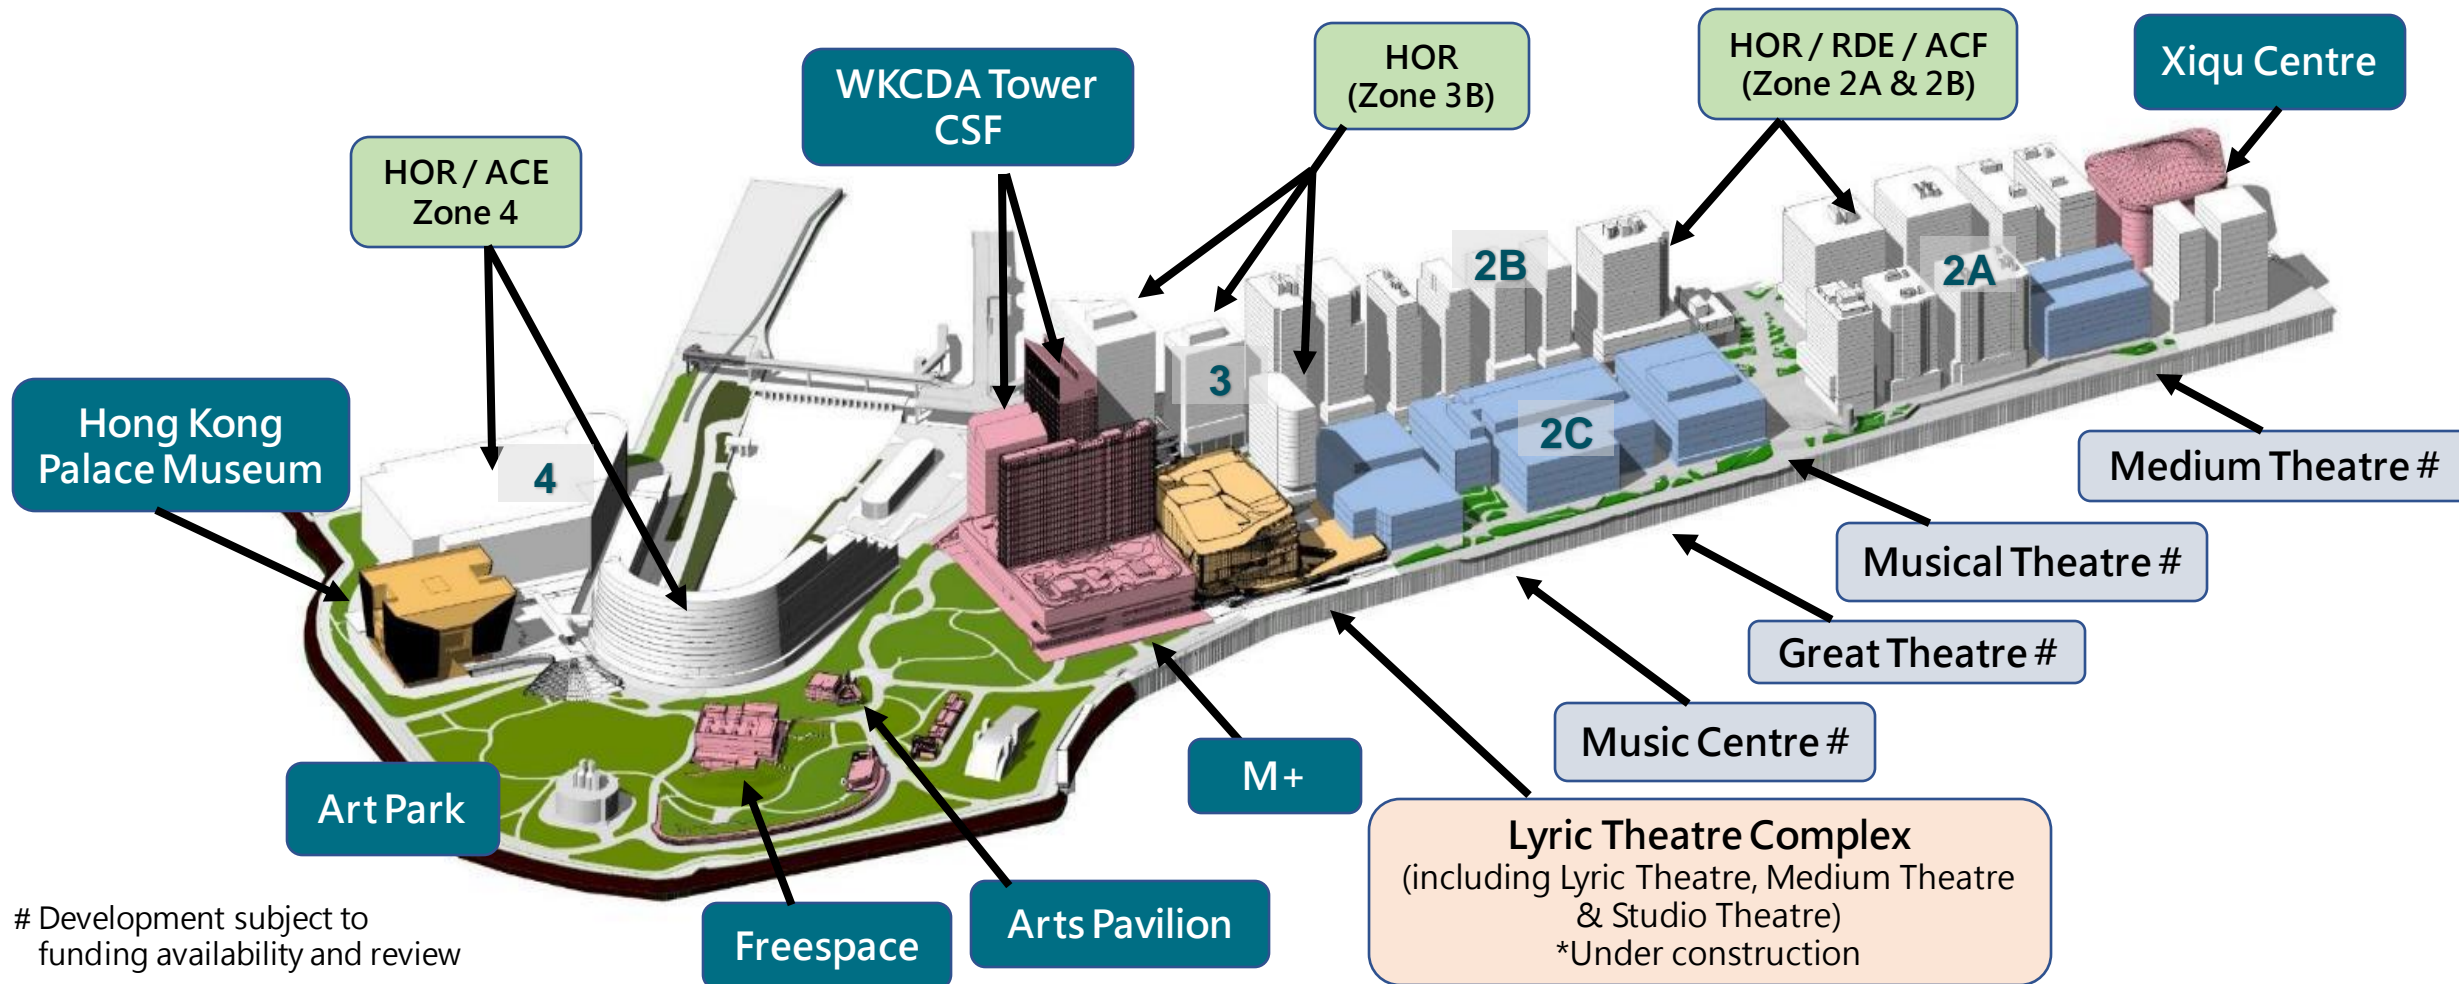 HOR / ACE
Zone 4
WKCDA Tower
CSF
HOR
(Zone 3B)
HOR / RDE / ACF
(Zone 2A & 2B)
Xiqu Centre
2B
2A
3
2C
4
Hong Kong
Palace Museum
Medium Theatre #
Musical Theatre #
Great Theatre #
Music Centre #
M+
Art Park
Lyric Theatre Complex
(including Lyric Theatre, Medium Theatre
& Studio Theatre)
*Under construction
Arts Pavilion
Freespace
# Development subject to
funding availability and review